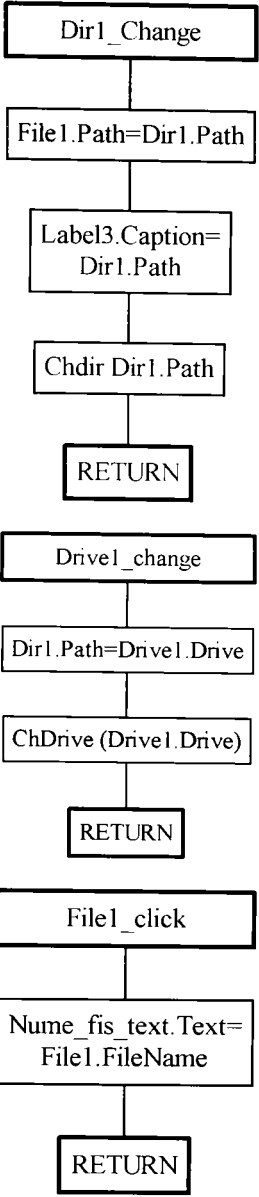 Dir1_Change
File1.Path=Dir1.Path
Label3.Caption=
Dir1.Path
Chdir Dir1.Path
RETURN
Drive1_change
Dir1.Path=Drive1.Drive
ChDrive (Drive1.Drive)
RETURN
File1_click
Nume_fis_text.Text=
File1.FileName
RETURN